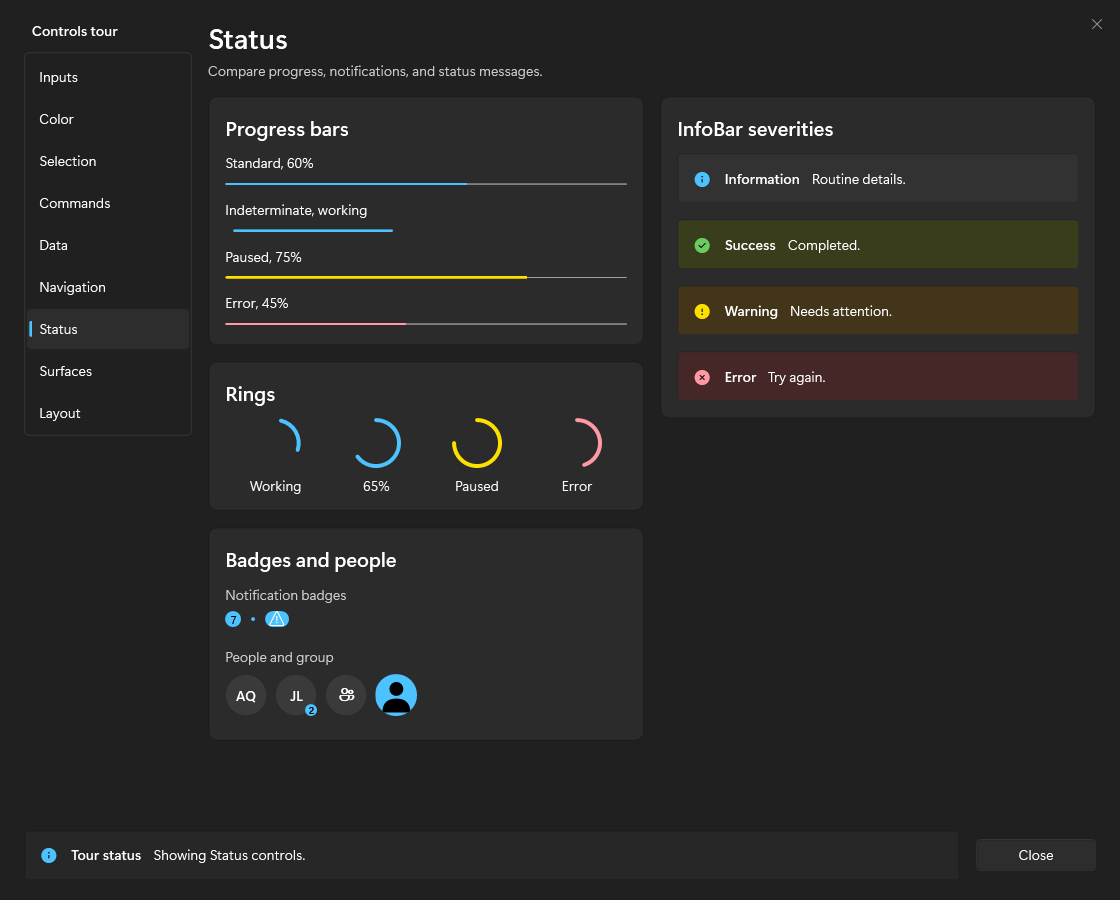 Controls tour
Inputs
Color
Selection
Commands
Data
Navigation
Status
Surfaces
Layout
Status
Compare progress, notifications, and status messages.
Progress bars
Standard, 60%
Indeterminate, working
Paused, 75%
Error, 45%
Rings
Working
65%
Paused
Error
Badges and people
Notification badges
7
People and group
AQ
JL
2
InfoBar severities
Information Routine details.
Success Completed.
Warning Needs attention.
Error Try again.
Tour status Showing Status controls.
Close